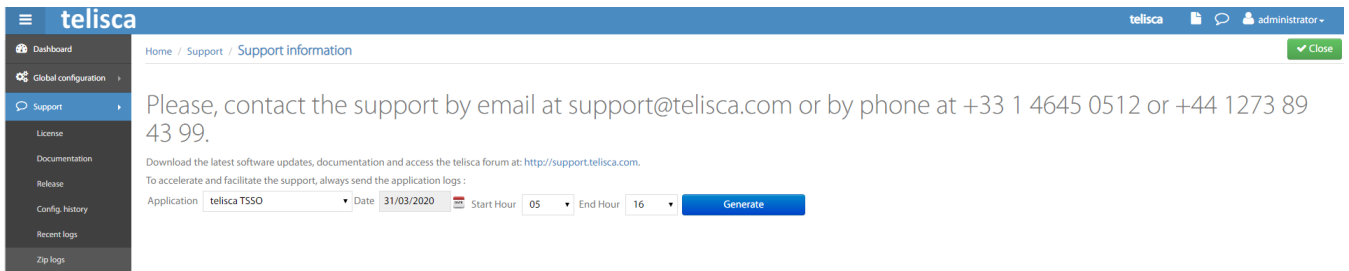 telisca
telisca administrator
Dashboard
Home / Support / Support information
Close
Global configuration
Support
Please, contact the support by email at support@telisca.com or by phone at +33 1 4645 0512 or +44 1273 89
43 99.
License
Documentation
Download the latest software updates, documentation and access the telisca forum at: http://support.telisca.com.
Release
To accelerate and facilitate the support, always send the application logs :
Config. history
Application telisca TSSO Date 31/03/2020 Start Hour 05 End Hour 16 Generate
Recent logs
Zip logs